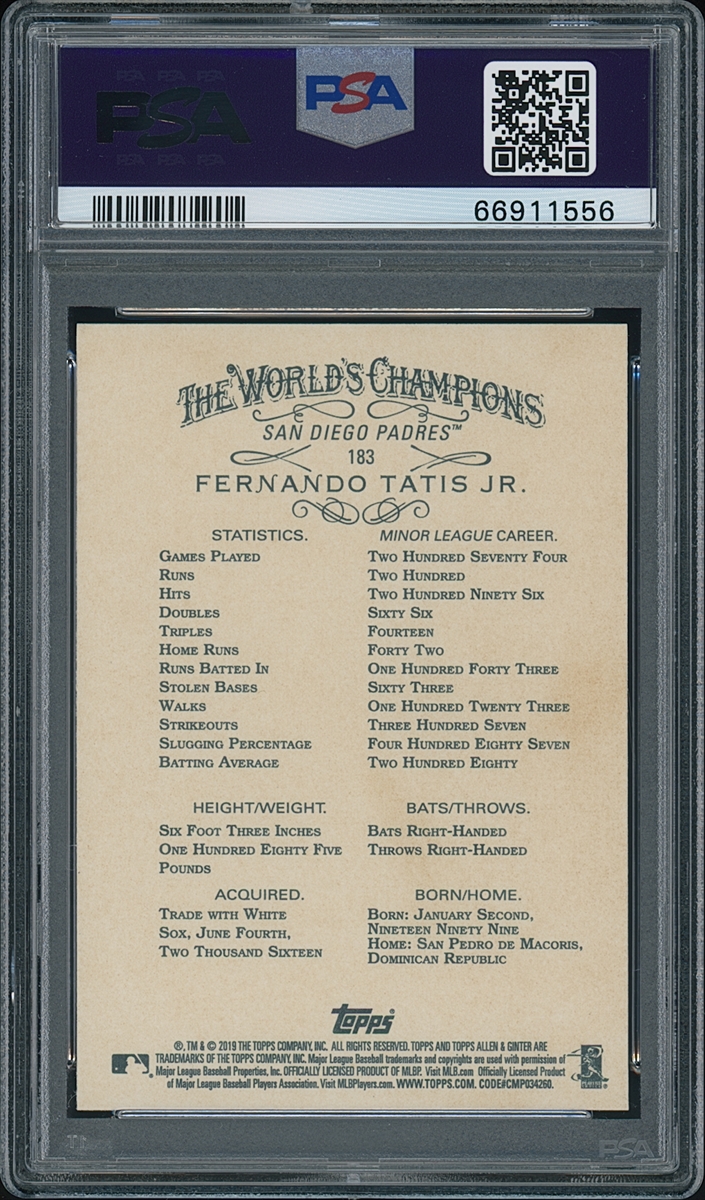 PSA PSA PSA
PSA
PSA PSA PSA
PSA
66911556
THE WORLD'S CHAMPIONS
SAN DIEGO PADRES™
183
FERNANDO TATIS JR.
STATISTICS. MINOR LEAGUE CAREER.
GAMES PLAYED TWO HUNDRED SEVENTY FOUR
RUNS TWO HUNDRED
HITS TWO HUNDRED NINETY SIX
DOUBLES SIXTY SIX
TRIPLES FOURTEEN
HOME RUNS FORTY TWO
RUNS BATTED IN ONE HUNDRED FORTY THREE
STOLEN BASES SIXTY THREE
WALKS ONE HUNDRED TWENTY THREE
STRIKEOUTS THREE HUNDRED SEVEN
SLUGGING PERCENTAGE FOUR HUNDRED EIGHTY SEVEN
BATTING AVERAGE TWO HUNDRED EIGHTY
HEIGHT/WEIGHT.
SIX FOOT THREE INCHES
ONE HUNDRED EIGHTY FIVE
POUNDS
BATS/THROWS.
BATS RIGHT-HANDED
THROWS RIGHT-HANDED
ACQUIRED.
TRADE WITH WHITE
SOX, JUNE FOURTH,
TWO THOUSAND SIXTEEN
BORN/HOME.
BORN: JANUARY SECOND,
NINETEEN NINETY NINE
HOME: SAN PEDRO DE MACORIS,
DOMINICAN REPUBLIC
topps®
®, TM & © 2019 THE TOPPS COMPANY, INC. ALL RIGHTS RESERVED. TOPPS AND TOPPS ALLEN & GINTER ARE
TRADEMARKS OF THE TOPPS COMPANY, INC. Major League Baseball trademarks and copyrights are used with permission of
Major League Baseball Properties, Inc. OFFICIALLY LICENSED PRODUCT OF MLBP. Visit MLB.com Officially Licensed Product
of Major League Baseball Players Association. Visit MLBPlayers.com. WWW.TOPPS.COM. CODE#CMP034260.
PSA